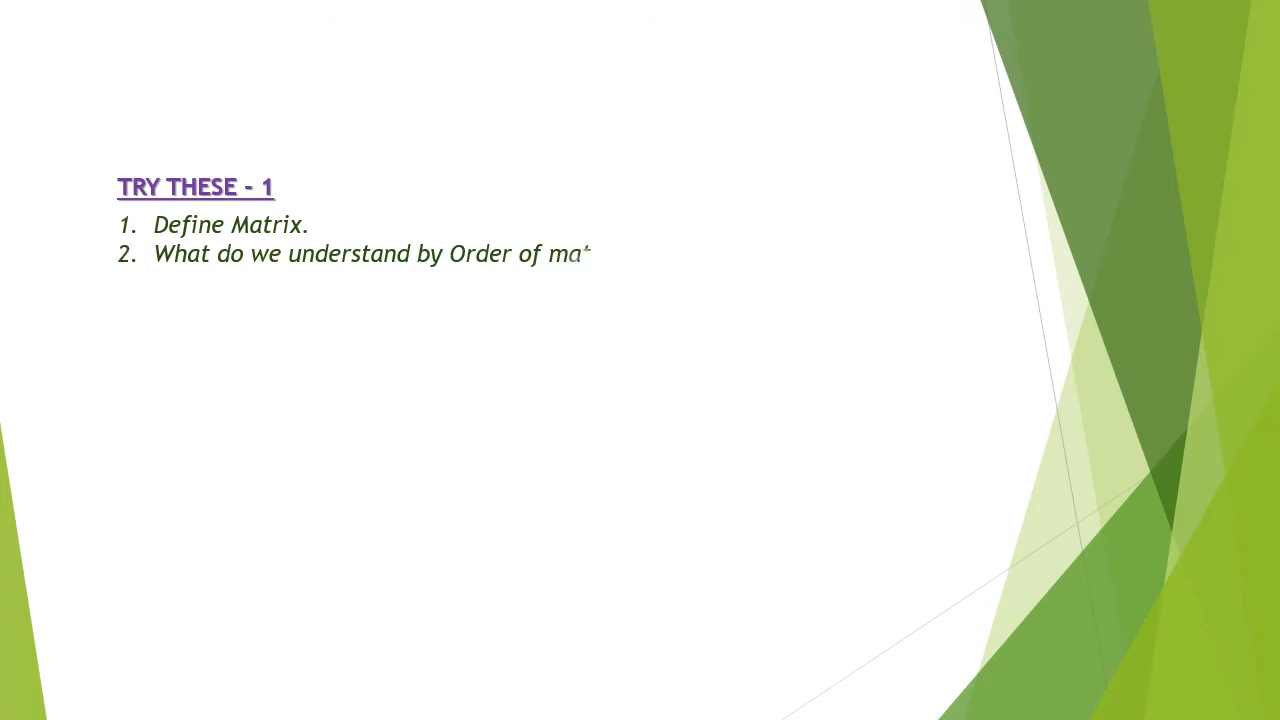 TRY THESE - 1
1. Define Matrix.
2. What do we understand by Order of